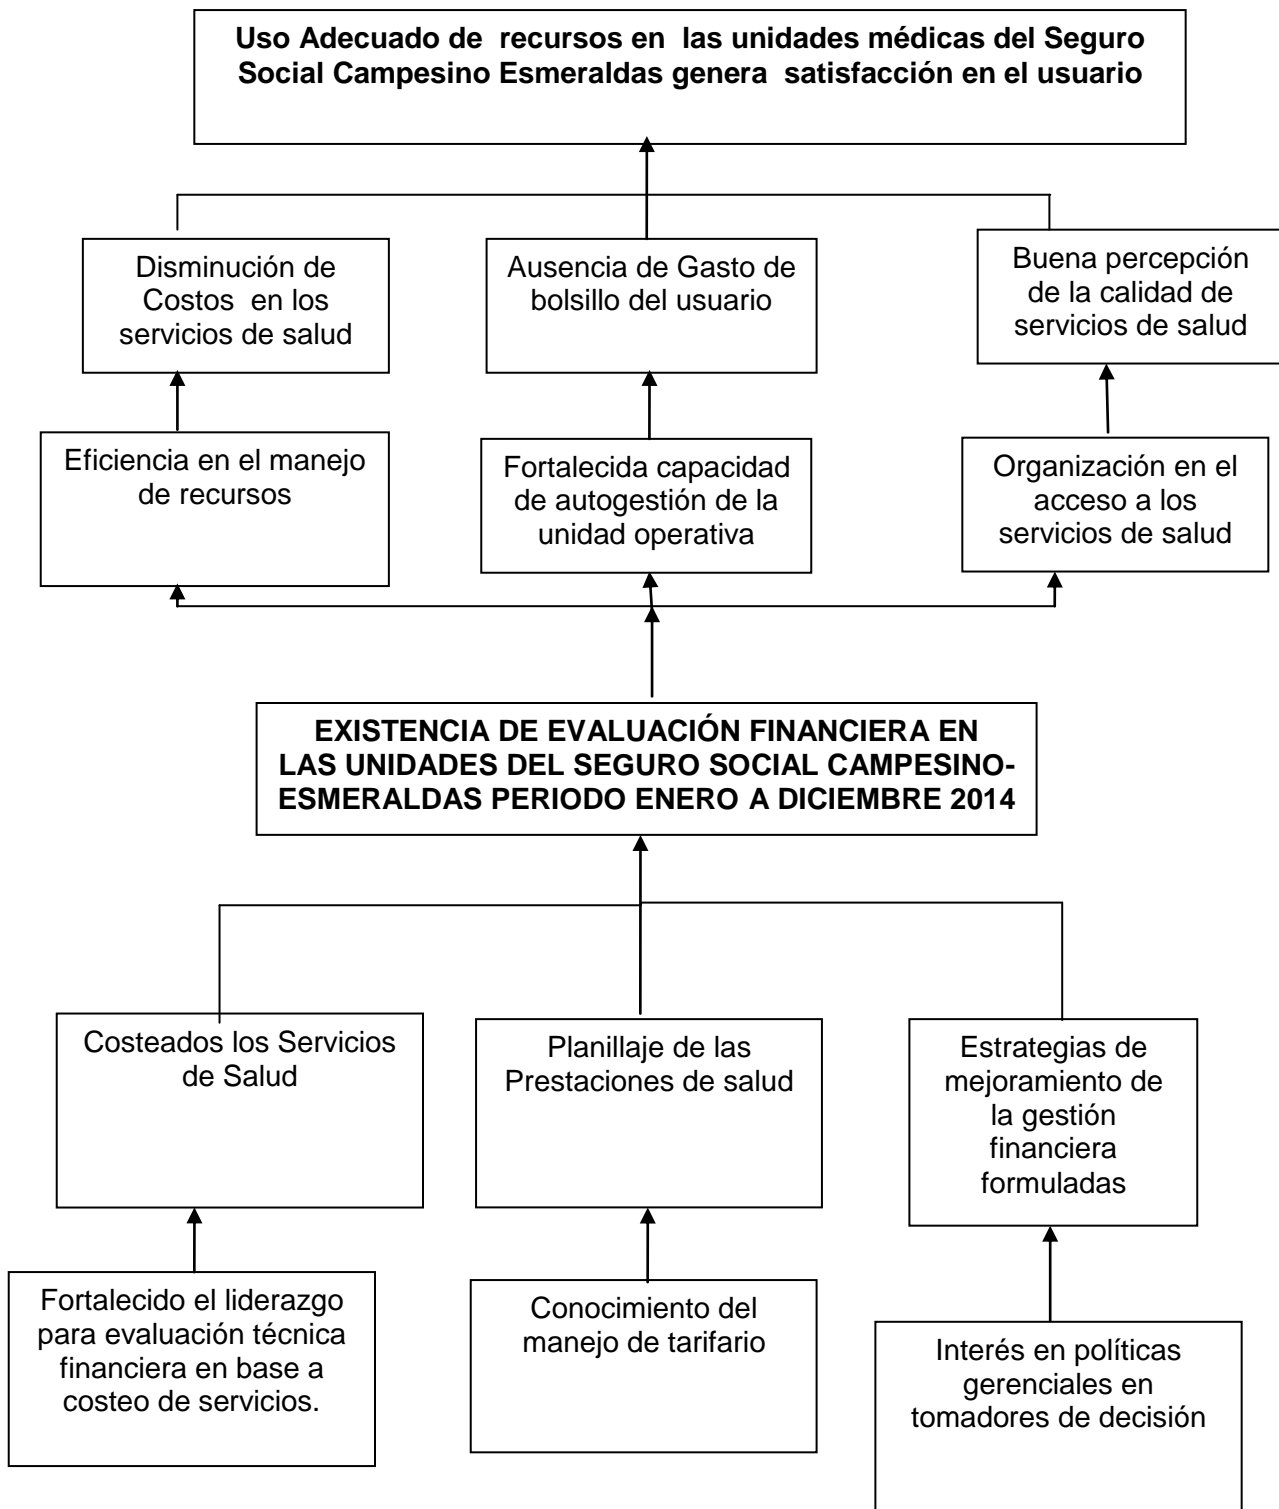 Uso Adecuado de recursos en las unidades médicas del Seguro
Social Campesino Esmeraldas genera satisfacción en el usuario
Disminución de
Costos en los
servicios de salud
Ausencia de Gasto de
bolsillo del usuario
Buena percepción
de la calidad de
servicios de salud
Eficiencia en el manejo
de recursos
Fortalecida capacidad
de autogestión de la
unidad operativa
Organización en el
acceso a los
servicios de salud
EXISTENCIA DE EVALUACIÓN FINANCIERA EN
LAS UNIDADES DEL SEGURO SOCIAL CAMPESINO-
ESMERALDAS PERIODO ENERO A DICIEMBRE 2014
Costeados los Servicios
de Salud
Planillaje de las
Prestaciones de salud
Estrategias de
mejoramiento de
la gestión
financiera
formuladas
Fortalecido el liderazgo
para evaluación técnica
financiera en base a
costeo de servicios.
Conocimiento del
manejo de tarifario
Interés en políticas
gerenciales en
tomadores de decisión